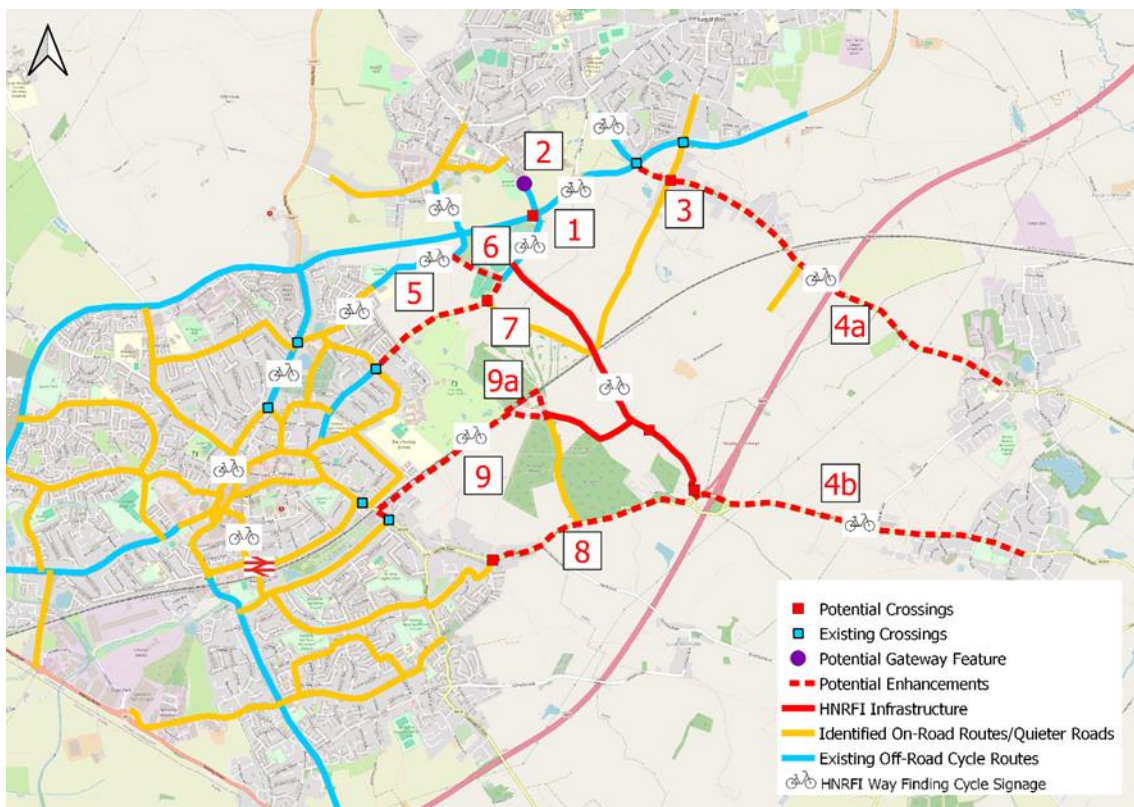 2
1
3
6
5
7
4a
9a
9
4b
8
Potential Crossings
Existing Crossings
Potential Gateway Feature
Potential Enhancements
HNRFI Infrastructure
Identified On-Road Routes/Quieter Roads
Existing Off-Road Cycle Routes
HNRFI Way Finding Cycle Signage